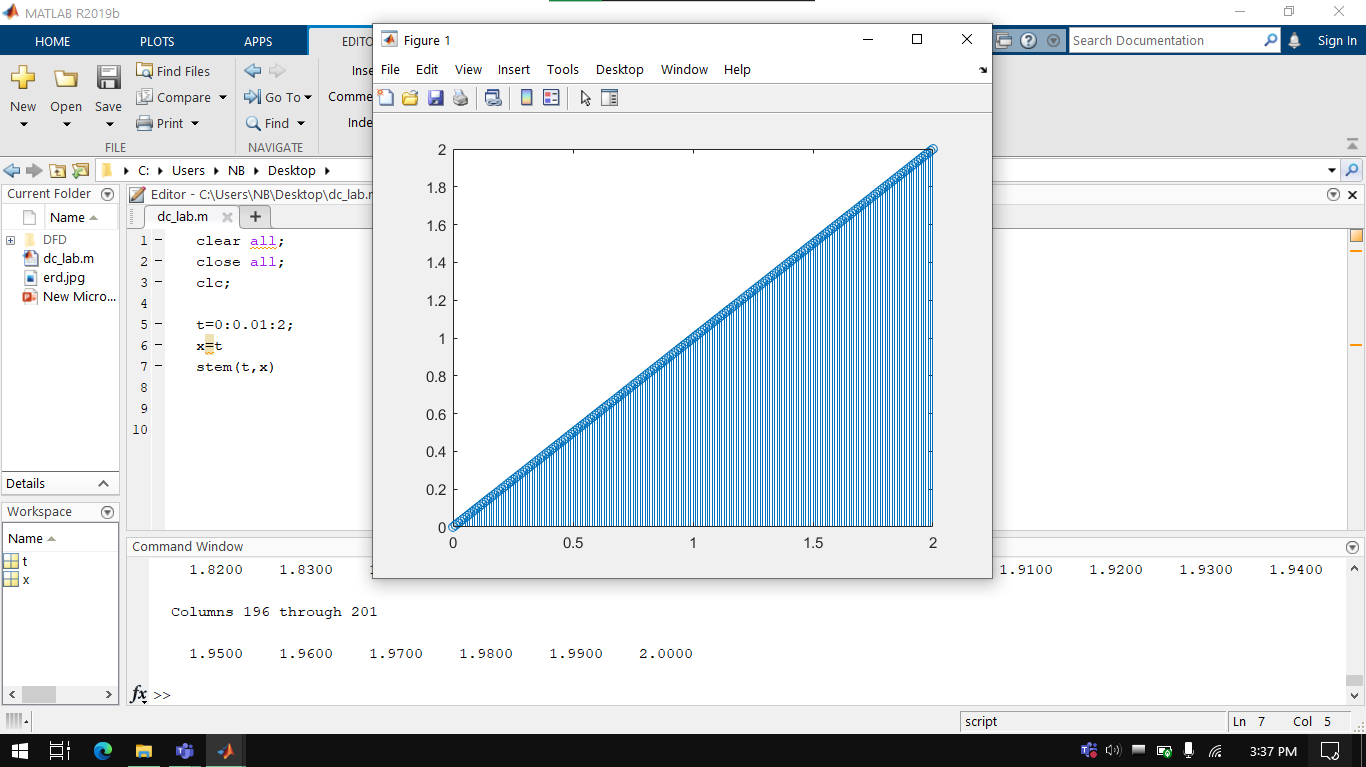 MATLAB R2019b
HOME PLOTS APPS
Search Documentation
Sign In
Figure 1
File Edit View Insert Tools Desktop Window Help
New
Open
Save
Find Files
Compare
Print
Go To
Find
FILE
NAVIGATE
C: Users NB Desktop
Current Folder
Name
DFD
dc_lab.m
erd.jpg
New Micro...
Details
Workspace
Name
t
x
Editor - C:\Users\NB\Desktop\dc_lab.m
dc_lab.m
1 clear all;
2 close all;
3 clc;
4
5 t=0:0.01:2;
6 x=t
7 stem(t,x)
8
9
10
2
1.8
1.6
1.4
1.2
1
0.8
0.6
0.4
0.2
0
0 0.5 1 1.5 2
Command Window
1.8200 1.8300 1.9100 1.9200 1.9300 1.9400
Columns 196 through 201
1.9500 1.9600 1.9700 1.9800 1.9900 2.0000
fx >>
script
Ln 7 Col 5
3:37 PM